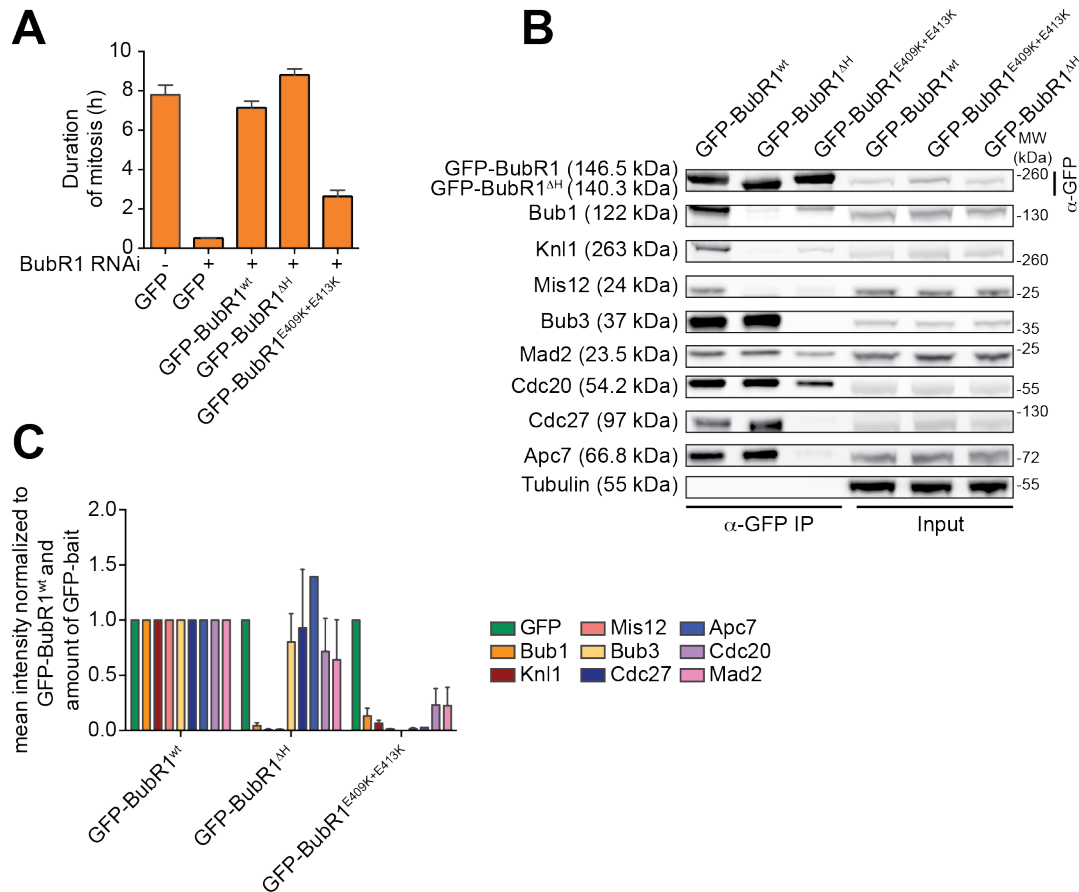 A
10
8
6
4
2
0
Duration
of mitosis (h)
BubR1 RNAi - + + + +
GFP
GFP
GFP-BubR1wt
GFP-BubR1ΔH
GFP-BubR1E409K+E413K
B
GFP-BubR1wt
GFP-BubR1ΔH
GFP-BubR1E409K+E413K
GFP-BubR1wt
GFP-BubR1E409K+E413K
GFP-BubR1ΔH
MW
(kDa)
GFP-BubR1 (146.5 kDa)
GFP-BubR1ΔH (140.3 kDa)
-260
α-GFP
Bub1 (122 kDa)
-130
Knl1 (263 kDa)
-260
Mis12 (24 kDa)
-25
Bub3 (37 kDa)
-35
Mad2 (23.5 kDa)
-25
Cdc20 (54.2 kDa)
-55
Cdc27 (97 kDa)
-130
Apc7 (66.8 kDa)
-72
Tubulin (55 kDa)
-55
α-GFP IP
Input
C
2.0
1.5
1.0
0.5
0.0
mean intensity normalized to
GFP-BubR1wt and
amount of GFP-bait
GFP-BubR1wt
GFP-BubR1ΔH
GFP-BubR1E409K+E413K
GFP Mis12 Apc7
Bub1 Bub3 Cdc20
Knl1 Cdc27 Mad2